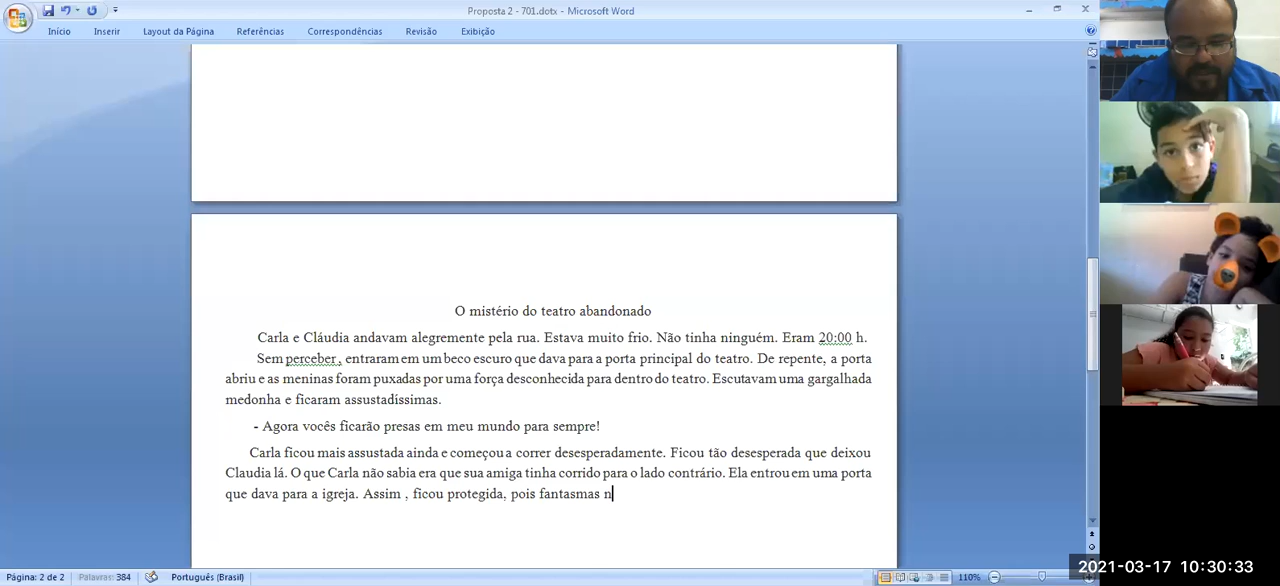 Proposta 2 - 701.dotx - Microsoft Word
Início Inserir Layout da Página Referências Correspondências Revisão Exibição
O mistério do teatro abandonado
Carla e Cláudia andavam alegremente pela rua. Estava muito frio. Não tinha ninguém. Eram 20:00 h.
Sem perceber , entraram em um beco escuro que dava para a porta principal do teatro. De repente, a porta
abriu e as meninas foram puxadas por uma força desconhecida para dentro do teatro. Escutavam uma gargalhada
medonha e ficaram assustadíssimas.
- Agora vocês ficarão presas em meu mundo para sempre!
Carla ficou mais assustada ainda e começou a correr desesperadamente. Ficou tão desesperada que deixou
Claudia lá. O que Carla não sabia era que sua amiga tinha corrido para o lado contrário. Ela entrou em uma porta
que dava para a igreja. Assim , ficou protegida, pois fantasmas n
Página: 2 de 2 Palavras: 384 Português (Brasil) 110%
2021-03-17 10:30:33